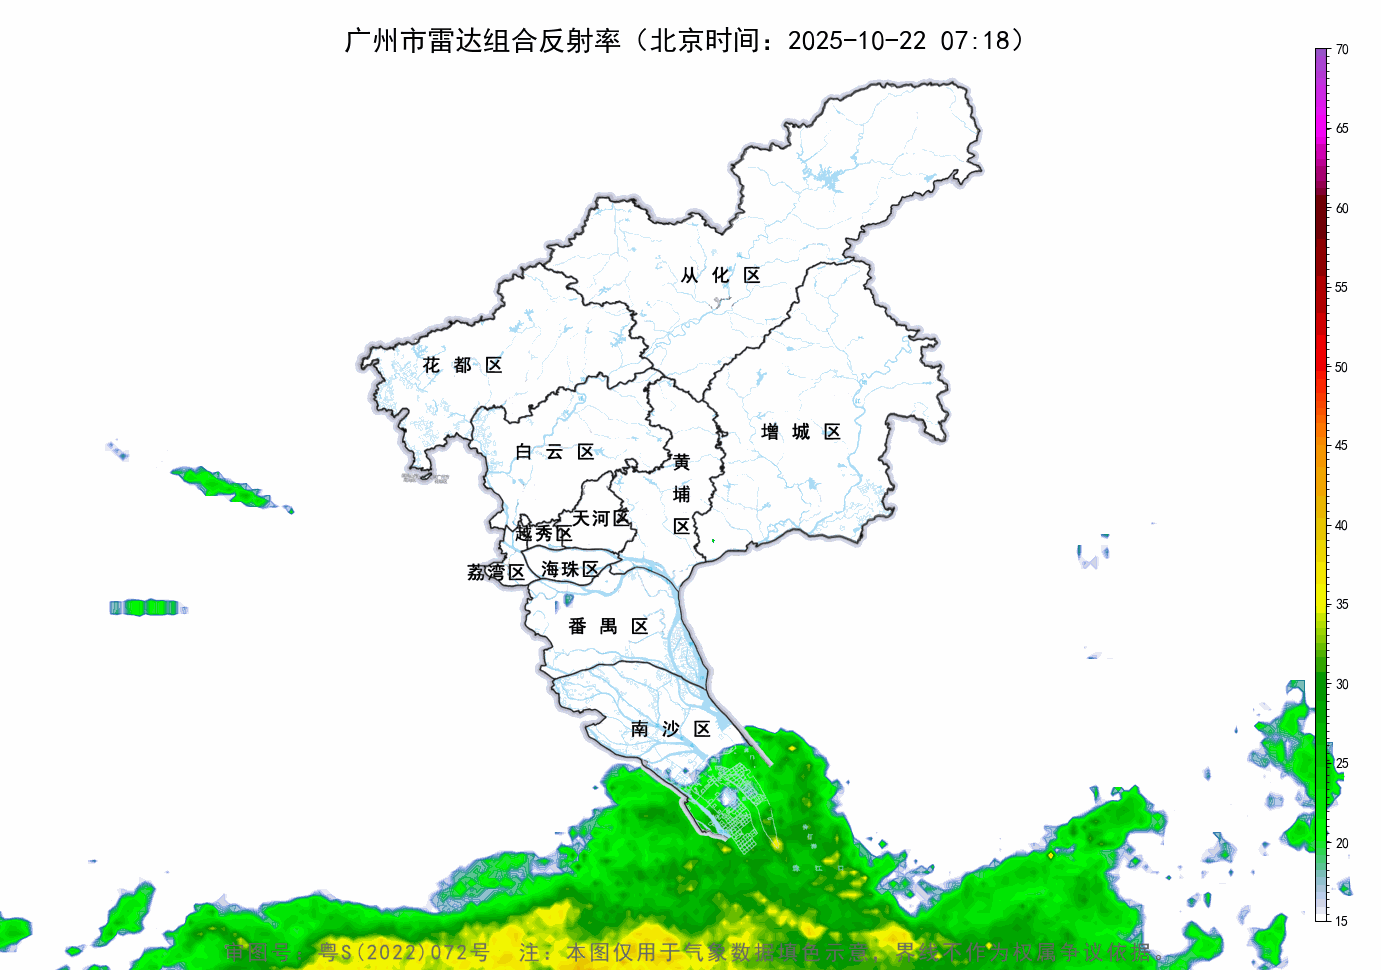 广州市雷达组合反射率（北京时间：2025-10-22 07:18）
70
65
60
55
50
45
40
35
30
25
20
15
从化区
花都区
增城区
白云区
黄埔区
天河区
越秀区
荔湾区
海珠区
番禺区
南沙区
审图号：粤S(2022)072号 注：本图仅用于气象数据填色示意，界线不作为权属争议依据。